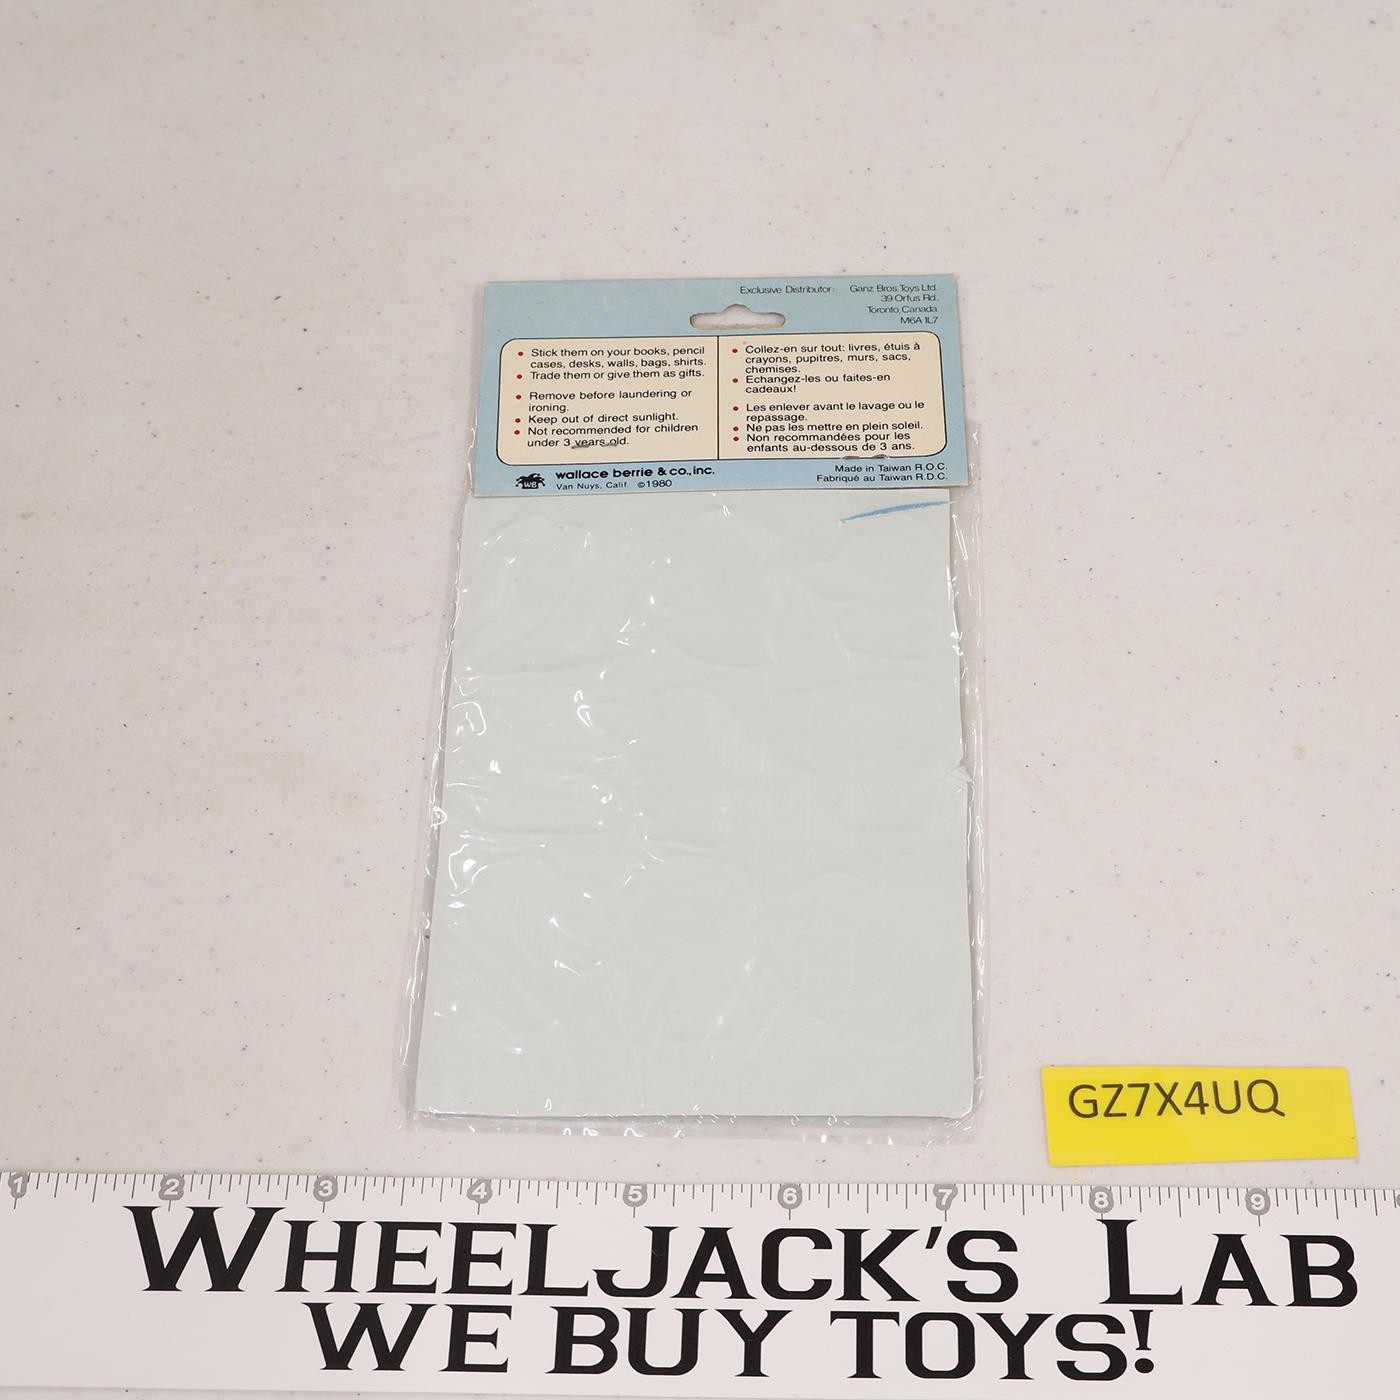 Exclusive Distributor: Ganz Bros. Toys Ltd.
39 Orfus Rd.
Toronto, Canada
M6A 1L7
• Stick them on your books, pencil
cases, desks, walls, bags, shirts.
• Trade them or give them as gifts.
• Remove before laundering or
ironing.
• Keep out of direct sunlight.
• Not recommended for children
under 3 years old.
• Collez-en sur tout: livres, étuis à
crayons, pupitres, murs, sacs,
chemises.
• Echangez-les ou faites-en
cadeaux!
• Les enlever avant le lavage ou le
repassage.
• Ne pas les mettre en plein soleil.
• Non recommandées pour les
enfants au-dessous de 3 ans.
WB
wallace berrie & co., inc.
Van Nuys, Calif. ©1980
Made in Taiwan R.O.C.
Fabriqué au Taiwan R.D.C.
GZ7X4UQ
1 2 3 4 5 6 7 8 9
WHEELJACK'S LAB
WE BUY TOYS!